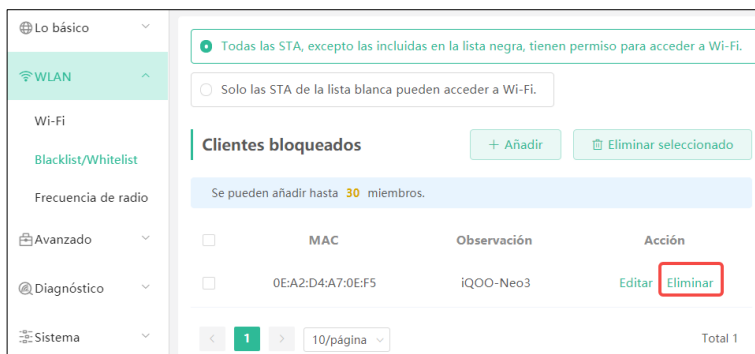 Lo básico
WLAN
Wi-Fi
Blacklist/Whitelist
Frecuencia de radio
Avanzado
Diagnóstico
Sistema
Todas las STA, excepto las incluidas en la lista negra, tienen permiso para acceder a Wi-Fi.
Solo las STA de la lista blanca pueden acceder a Wi-Fi.
Clientes bloqueados
+ Añadir
Eliminar seleccionado
Se pueden añadir hasta 30 miembros.
MAC Observación Acción
0E:A2:D4:A7:0E:F5 iQOO-Neo3 Editar Eliminar
< 1 > 10/página Total 1